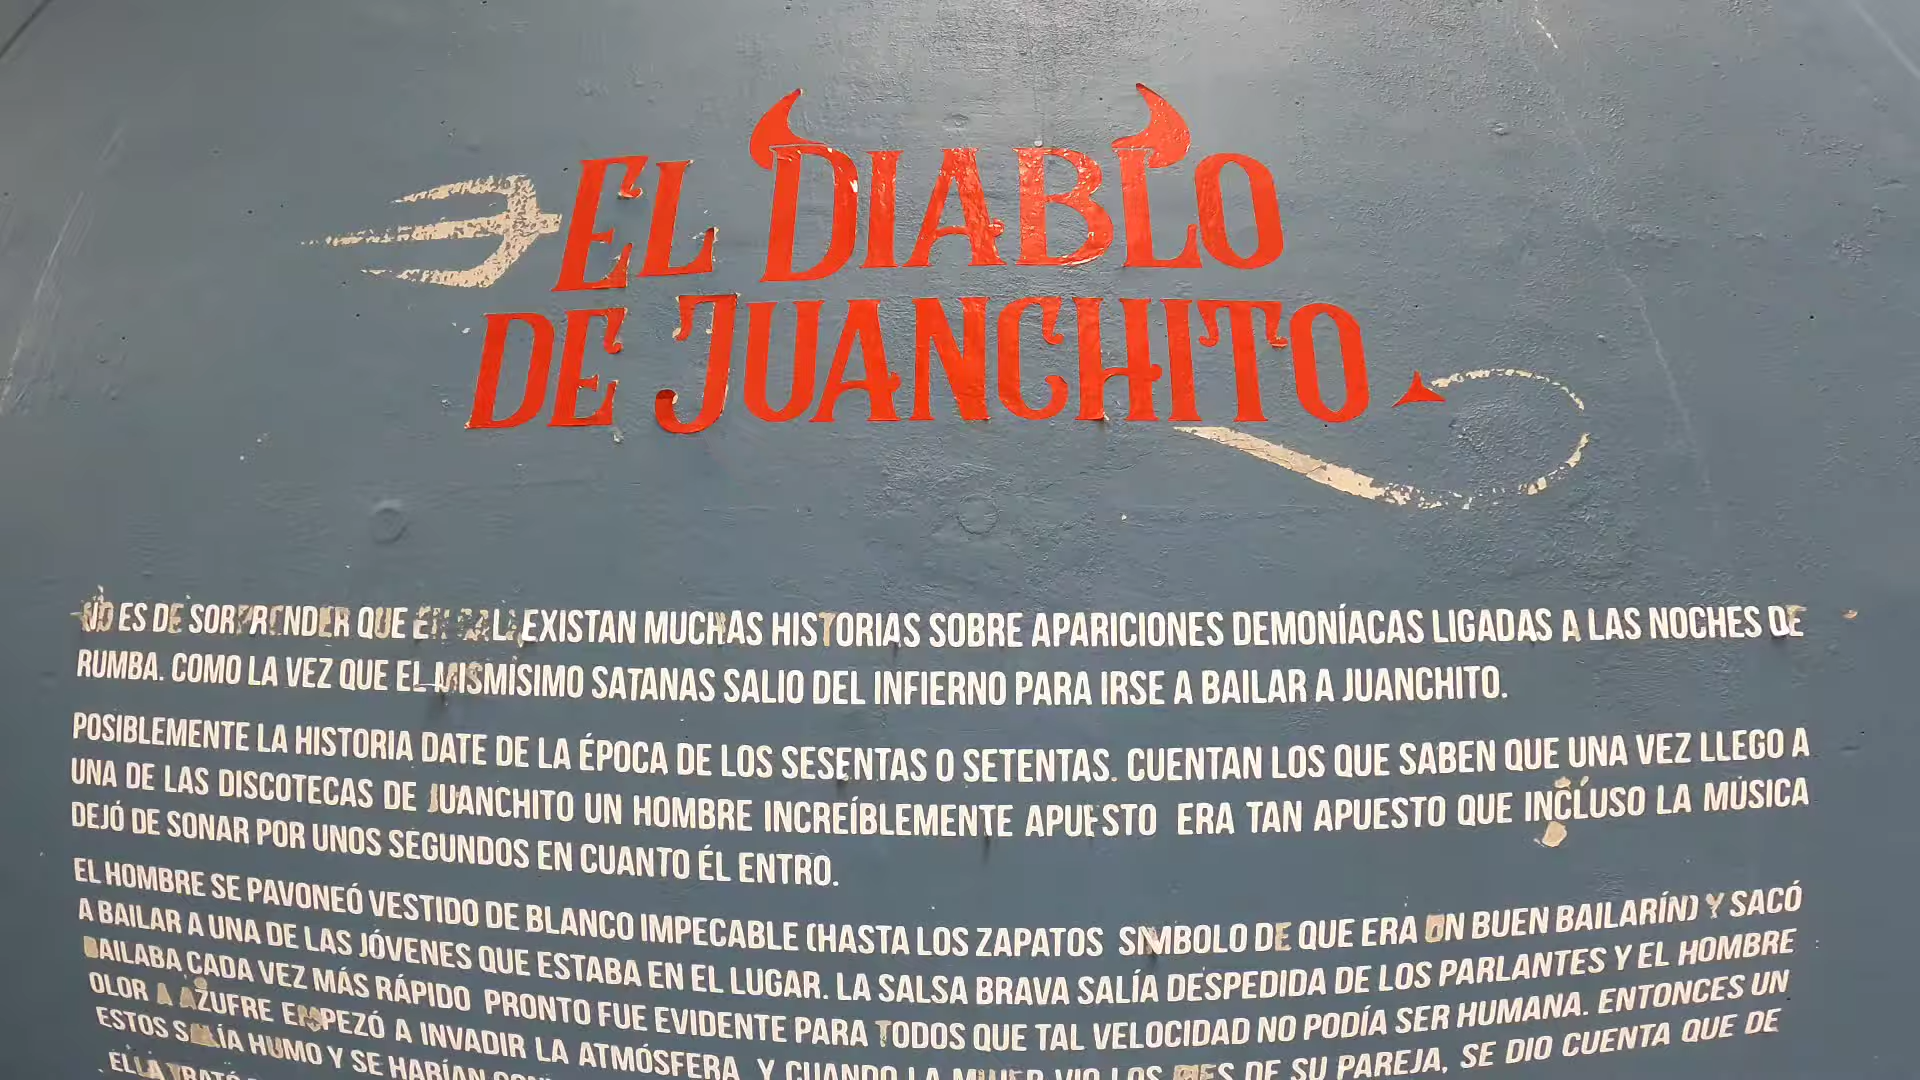 EL DIABLO
DE JUANCHITO
NO ES DE SORPRENDER QUE EN CALI EXISTAN MUCHAS HISTORIAS SOBRE APARICIONES DEMONÍACAS LIGADAS A LAS NOCHES DE
RUMBA. COMO LA VEZ QUE EL MISMÍSIMO SATANAS SALIO DEL INFIERNO PARA IRSE A BAILAR A JUANCHITO.
POSIBLEMENTE LA HISTORIA DATE DE LA ÉPOCA DE LOS SESENTAS O SETENTAS. CUENTAN LOS QUE SABEN QUE UNA VEZ LLEGO A
UNA DE LAS DISCOTECAS DE JUANCHITO UN HOMBRE INCREÍBLEMENTE APUESTO ERA TAN APUESTO QUE INCLUSO LA MÚSICA
DEJÓ DE SONAR POR UNOS SEGUNDOS EN CUANTO ÉL ENTRO.
EL HOMBRE SE PAVONEÓ VESTIDO DE BLANCO IMPECABLE (HASTA LOS ZAPATOS SIMBOLO DE QUE ERA UN BUEN BAILARÍN) Y SACÓ
A BAILAR A UNA DE LAS JÓVENES QUE ESTABA EN EL LUGAR. LA SALSA BRAVA SALÍA DESPEDIDA DE LOS PARLANTES Y EL HOMBRE
BAILABA CADA VEZ MÁS RÁPIDO PRONTO FUE EVIDENTE PARA TODOS QUE TAL VELOCIDAD NO PODÍA SER HUMANA. ENTONCES UN
OLOR A AZUFRE EMPEZÓ A INVADIR LA ATMÓSFERA Y CUANDO LA MUJER VIO LOS PIES DE SU PAREJA, SE DIO CUENTA QUE DE
ESTOS SALÍA HUMO Y SE HARÍAN
ELLA TRATÓ